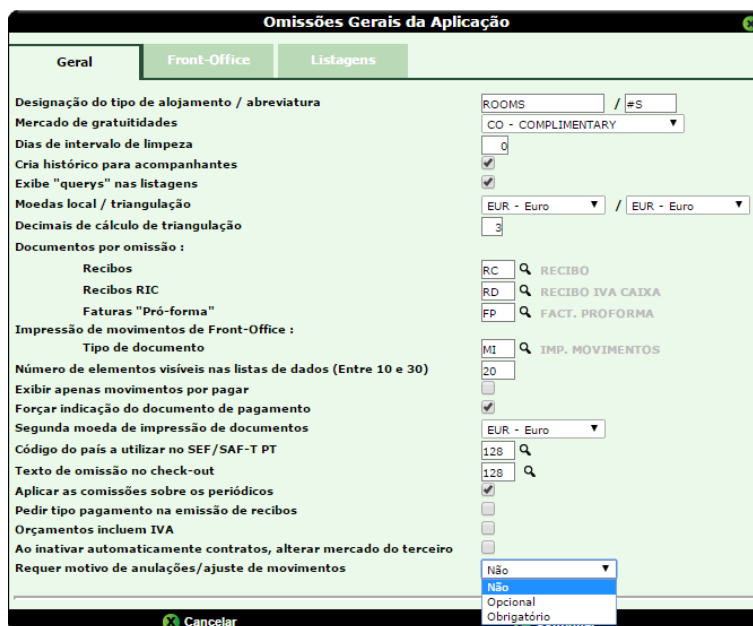 Omissões Gerais da Aplicação
Geral Front-Office Listagens
Designação do tipo de alojamento / abreviatura ROOMS / #S
Mercado de gratuitidades CO - COMPLIMENTARY
Dias de intervalo de limpeza 0
Cria histórico para acompanhantes
Exibe "querys" nas listagens
Moedas local / triangulação EUR - Euro / EUR - Euro
Decimais de cálculo de triangulação 3
Documentos por omissão :
Recibos RC RECIBO
Recibos RIC RD RECIBO IVA CAIXA
Faturas "Pró-forma" FP FACT. PROFORMA
Impressão de movimentos de Front-Office :
Tipo de documento MI IMP. MOVIMENTOS
Número de elementos visíveis nas listas de dados (Entre 10 e 30) 20
Exibir apenas movimentos por pagar
Forçar indicação do documento de pagamento
Segunda moeda de impressão de documentos EUR - Euro
Código do país a utilizar no SEF/SAF-T PT 128
Texto de omissão no check-out 128
Aplicar as comissões sobre os periódicos
Pedir tipo pagamento na emissão de recibos
Orçamentos incluem IVA
Ao inativar automaticamente contratos, alterar mercado do terceiro
Requer motivo de anulações/ajuste de movimentos Não
Não
Opcional
Obrigatório
Cancelar